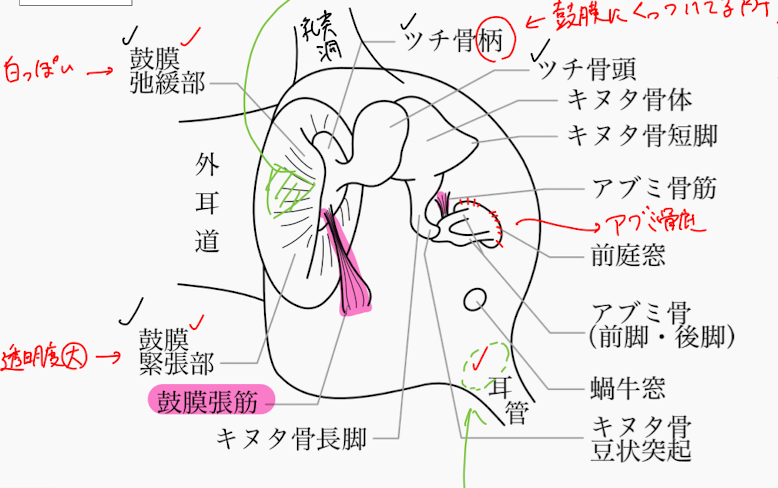 乳突
洞
ツチ骨柄
← 鼓膜にくっついてる所
白っぽい →
鼓膜
弛緩部
ツチ骨頭
キヌタ骨体
キヌタ骨短脚
外
耳
道
アブミ骨筋
アブミ骨底
前庭窓
アブミ骨
(前脚・後脚)
透明度大 →
鼓膜
緊張部
鼓膜張筋
蝸牛窓
耳
管
キヌタ骨長脚
キヌタ骨
豆状突起